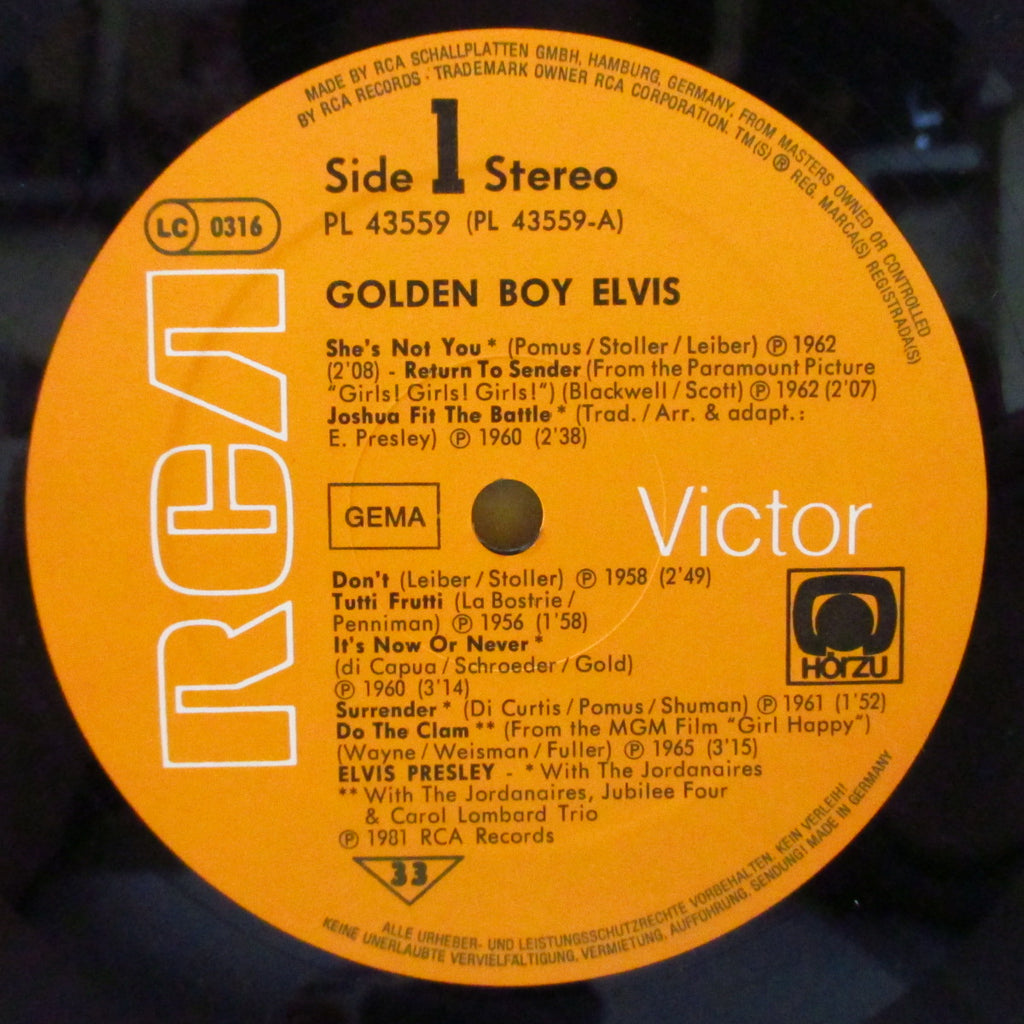 MADE BY RCA SCHALLPLATTEN GMBH, HAMBURG, GERMANY, FROM MASTERS OWNED OR CONTROLLED
BY RCA RECORDS · TRADEMARK OWNER RCA CORPORATION. TM(S) ® REG. MARCA(S) REGISTRADA(S)
Side 1 Stereo
PL 43559 (PL 43559-A)
LC 0316
RCA
GOLDEN BOY ELVIS
She's Not You * (Pomus / Stoller / Leiber) ℗ 1962
(2'08) - Return To Sender (From the Paramount Picture
"Girls! Girls! Girls!") (Blackwell / Scott) ℗ 1962 (2'07)
Joshua Fit The Battle * (Trad. / Arr. & adapt.:
E. Presley) ℗ 1960 (2'38)
GEMA
Victor
HÖRZU
Don't (Leiber / Stoller) ℗ 1958 (2'49)
Tutti Frutti (La Bostrie /
Penniman) ℗ 1956 (1'58)
It's Now Or Never *
(di Capua / Schroeder / Gold)
℗ 1960 (3'14)
Surrender * (Di Curtis / Pomus / Shuman) ℗ 1961 (1'52)
Do The Clam ** (From the MGM Film "Girl Happy")
(Wayne / Weisman / Fuller) ℗ 1965 (3'15)
ELVIS PRESLEY - * With The Jordanaires
** With The Jordanaires, Jubilee Four
& Carol Lombard Trio
℗ 1981 RCA Records
33
ALLE URHEBER- UND LEISTUNGSSCHUTZRECHTE VORBEHALTEN. KEIN VERLEIH!
KEINE UNERLAUBTE VERVIELFÄLTIGUNG, VERMIETUNG, AUFFÜHRUNG, SENDUNG! MADE IN GERMANY